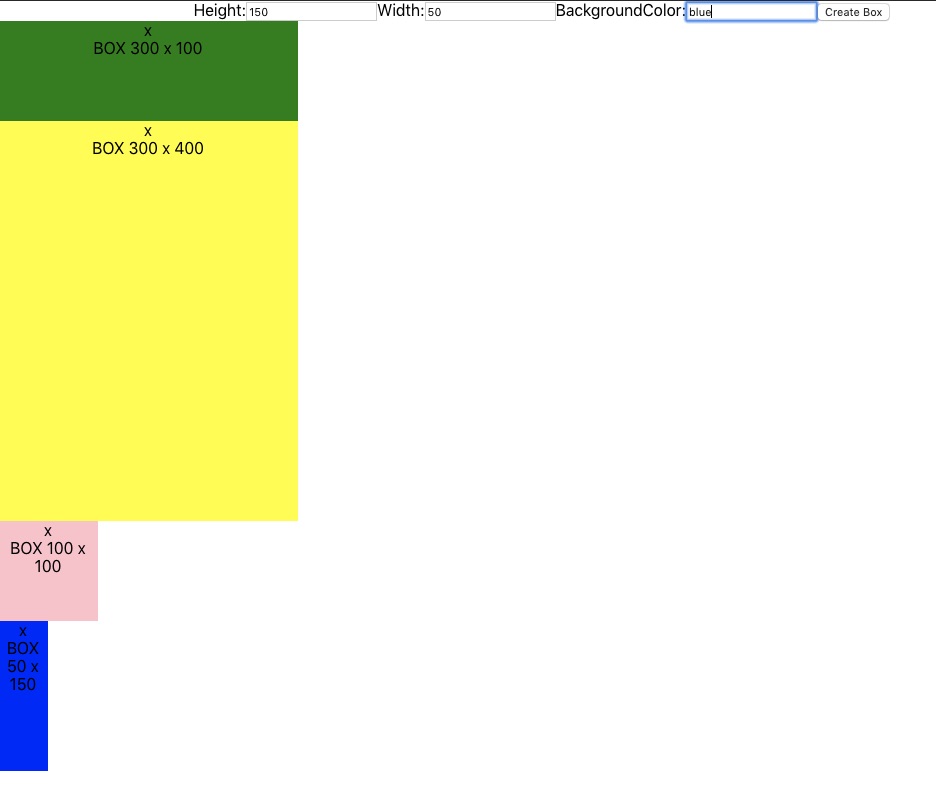 Height: 150 Width: 50 BackgroundColor: blue Create Box
x
BOX 300 x 100
x
BOX 300 x 400
x
BOX 100 x
100
x
BOX
50 x
150